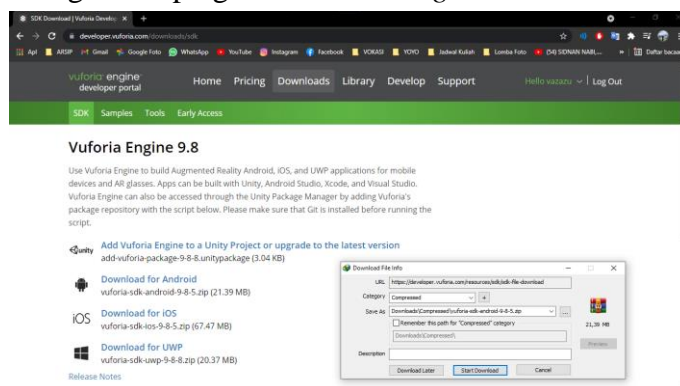 SDK Download | Vuforia Develop
developer.vuforia.com/downloads/sdk
Apl ARSIP Gmail Google Foto WhatsApp YouTube Instagram Facebook VOKASI YOYO Jadwal Kuliah Lomba Foto (54) SIDNAN NABI... Daftar bacaan
vuforia engine
developer portal
Home Pricing Downloads Library Develop Support Hello vazazu Log Out
SDK Samples Tools Early Access
Vuforia Engine 9.8
Use Vuforia Engine to build Augmented Reality Android, iOS, and UWP applications for mobile
devices and AR glasses. Apps can be built with Unity, Android Studio, Xcode, and Visual Studio.
Vuforia Engine can also be accessed through the Unity Package Manager by adding Vuforia's
package repository with the script below. Please make sure that Git is installed before running the
script.
unity
Add Vuforia Engine to a Unity Project or upgrade to the latest version
add-vuforia-package-9-8-8.unitypackage (3.04 KB)
Download for Android
vuforia-sdk-android-9-8-5.zip (21.39 MB)
iOS
Download for iOS
vuforia-sdk-ios-9-8-5.zip (67.47 MB)
Download for UWP
vuforia-sdk-uwp-9-8-8.zip (20.37 MB)
Release Notes
Download File Info
URL https://developer.vuforia.com/resources/sdk/sdk-file-download
Category Compressed +
Save As Downloads\Compressed\vuforia-sdk-android-9-8-5.zip ...
Remember this path for "Compressed" category
Downloads\Compressed\
21,39 MB
Preview
Description
Download Later Start Download Cancel